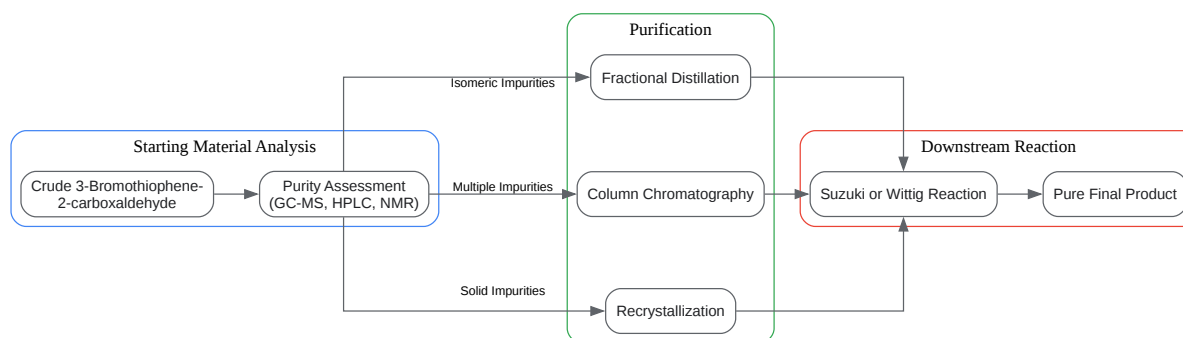 Purification
Isomeric Impurities
Fractional Distillation
Starting Material Analysis
Crude 3-Bromothiophene-
2-carboxaldehyde
Purity Assessment
(GC-MS, HPLC, NMR)
Multiple Impurities
Column Chromatography
Downstream Reaction
Suzuki or Wittig Reaction
Pure Final Product
Solid Impurities
Recrystallization